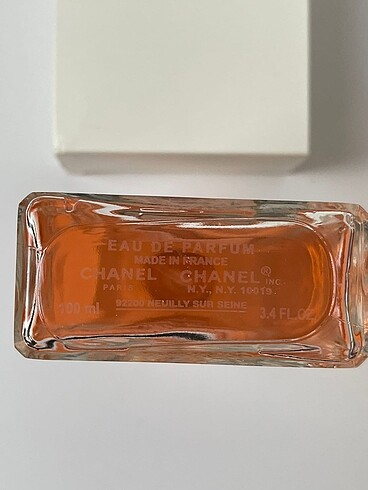 EAU DE PARFUM
MADE IN FRANCE
CHANEL CHANEL® INC
PARIS N.Y., N.Y. 10019.
100 ml 92200 NEUILLY SUR SEINE 3.4 FL.OZ